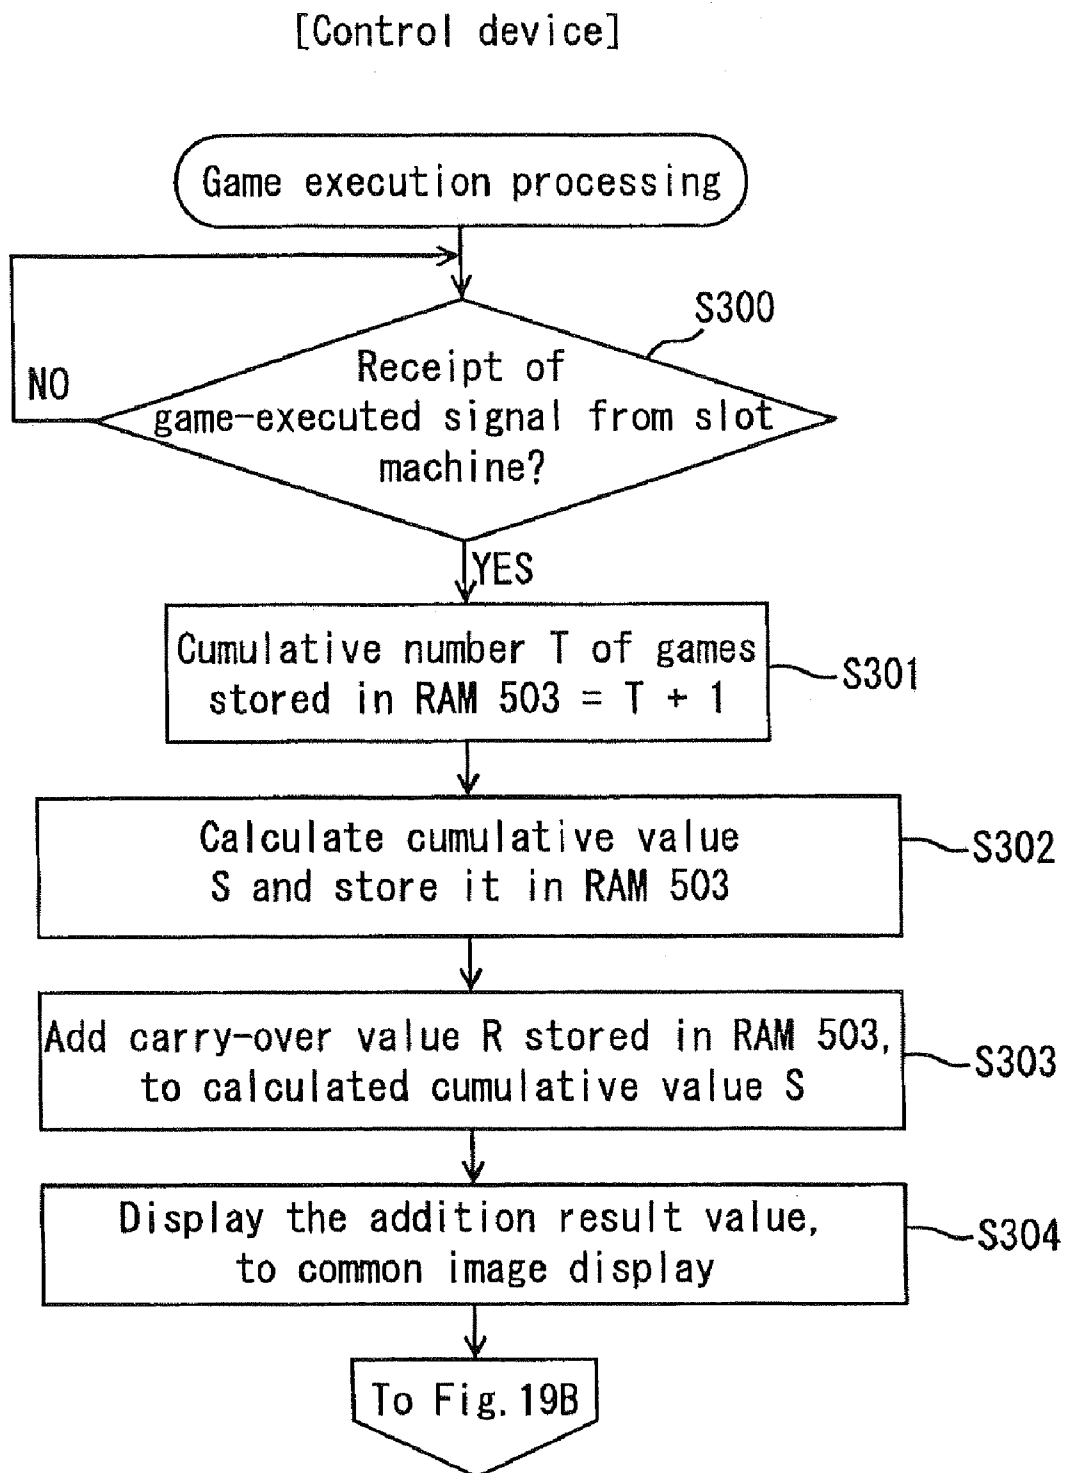 [Control device]
Game execution processing
S300
Receipt of
NO
game-executed signal from slot
machine?
YES
Cumulative number T of games
stored in RAM 503 = T + 1
S301
Calculate cumulative value
S and store it in RAM 503
S302
Add carry-over value R stored in RAM 503,
to calculated cumulative value S
S303
Display the addition result value,
to common image display
S304
To Fig. 19B